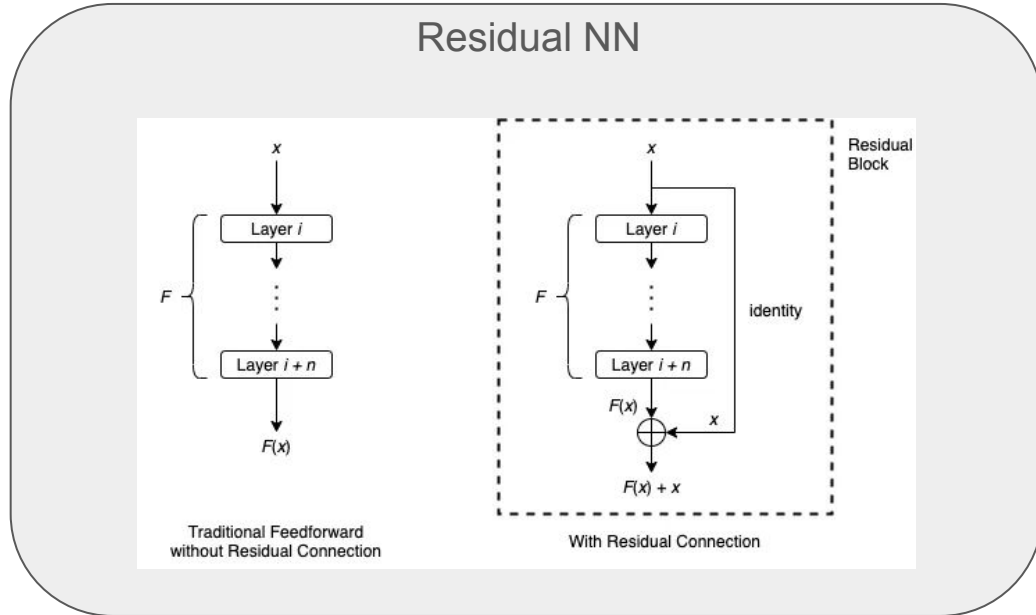 Residual NN
x
Layer i
F
Layer i + n
F(x)
Traditional Feedforward
without Residual Connection
Residual
Block
x
Layer i
F
identity
Layer i + n
F(x)
x
F(x) + x
With Residual Connection